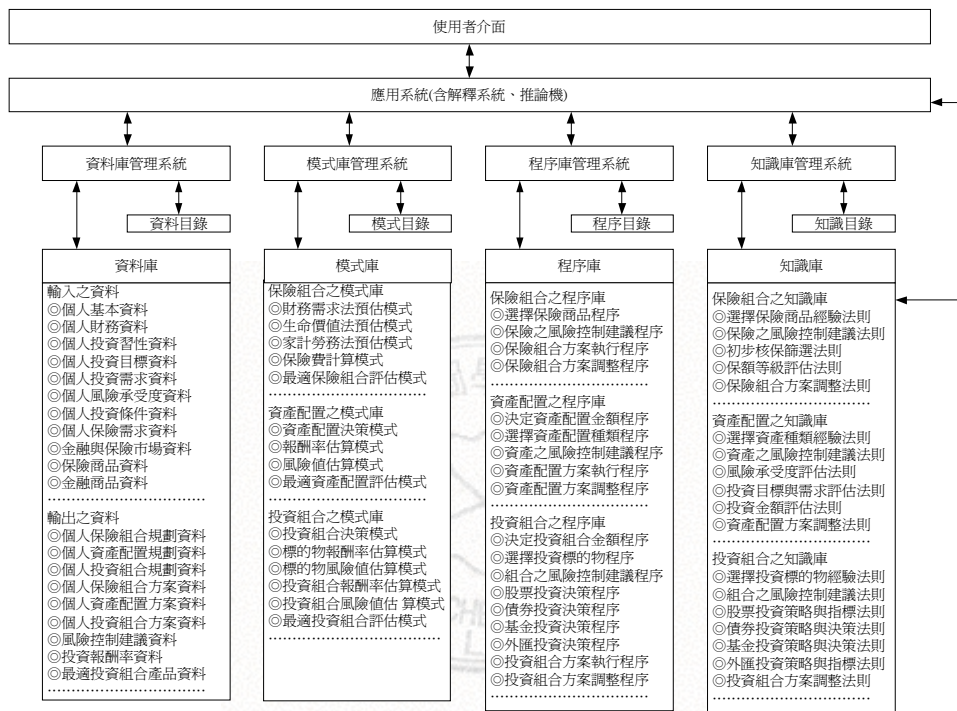 使用者介面
應用系統(含解釋系統、推論機)
資料庫管理系統
模式庫管理系統
程序庫管理系統
知識庫管理系統
資料目錄
模式目錄
程序目錄
知識目錄
資料庫
輸入之資料
◎個人基本資料
◎個人財務資料
◎個人投資習性資料
◎個人投資目標資料
◎個人投資需求資料
◎個人風險承受度資料
◎個人投資條件資料
◎個人保險需求資料
◎金融與保險市場資料
◎保險商品資料
◎金融商品資料
................................
輸出之資料
◎個人保險組合規劃資料
◎個人資產配置規劃資料
◎個人投資組合規劃資料
◎個人保險組合方案資料
◎個人資產配置方案資料
◎個人投資組合方案資料
◎風險控制建議資料
◎投資報酬率資料
◎最適投資組合產品資料
................................
模式庫
保險組合之模式庫
◎財務需求法預估模式
◎生命價值法預估模式
◎家計勞務法預估模式
◎保險費計算模式
◎最適保險組合評估模式
................................
資產配置之模式庫
◎資產配置決策模式
◎報酬率估算模式
◎風險值估算模式
◎最適資產配置評估模式
................................
投資組合之模式庫
◎投資組合決策模式
◎標的物報酬率估算模式
◎標的物風險值估算模式
◎投資組合報酬率估算模式
◎投資組合風險值估 算模式
◎最適投資組合評估模式
...................................
程序庫
保險組合之程序庫
◎選擇保險商品程序
◎保險之風險控制建議程序
◎保險組合方案執行程序
◎保險組合方案調整程序
................................
資產配置之程序庫
◎決定資產配置金額程序
◎選擇資產配置種類程序
◎資產之風險控制建議程序
◎資產配置方案執行程序
◎資產配置方案調整程序
................................
投資組合之程序庫
◎決定投資組合金額程序
◎選擇投資標的物程序
◎組合之風險控制建議程序
◎股票投資決策程序
◎債券投資決策程序
◎基金投資決策程序
◎外匯投資決策程序
◎投資組合方案執行程序
◎投資組合方案調整程序
................................
知識庫
保險組合之知識庫
◎選擇保險商品經驗法則
◎保險之風險控制建議法則
◎初步核保篩選法則
◎保額等級評估法則
◎保險組合方案調整法則
................................
資產配置之知識庫
◎選擇資產種類經驗法則
◎資產之風險控制建議法則
◎風險承受度評估法則
◎投資目標與需求評估法則
◎投資金額評估法則
◎資產配置方案調整法則
................................
投資組合之知識庫
◎選擇投資標的物經驗法則
◎組合之風險控制建議法則
◎股票投資策略與指標法則
◎債券投資策略與決策法則
◎基金投資策略與決策法則
◎外匯投資策略與指標法則
◎投資組合方案調整法則
................................